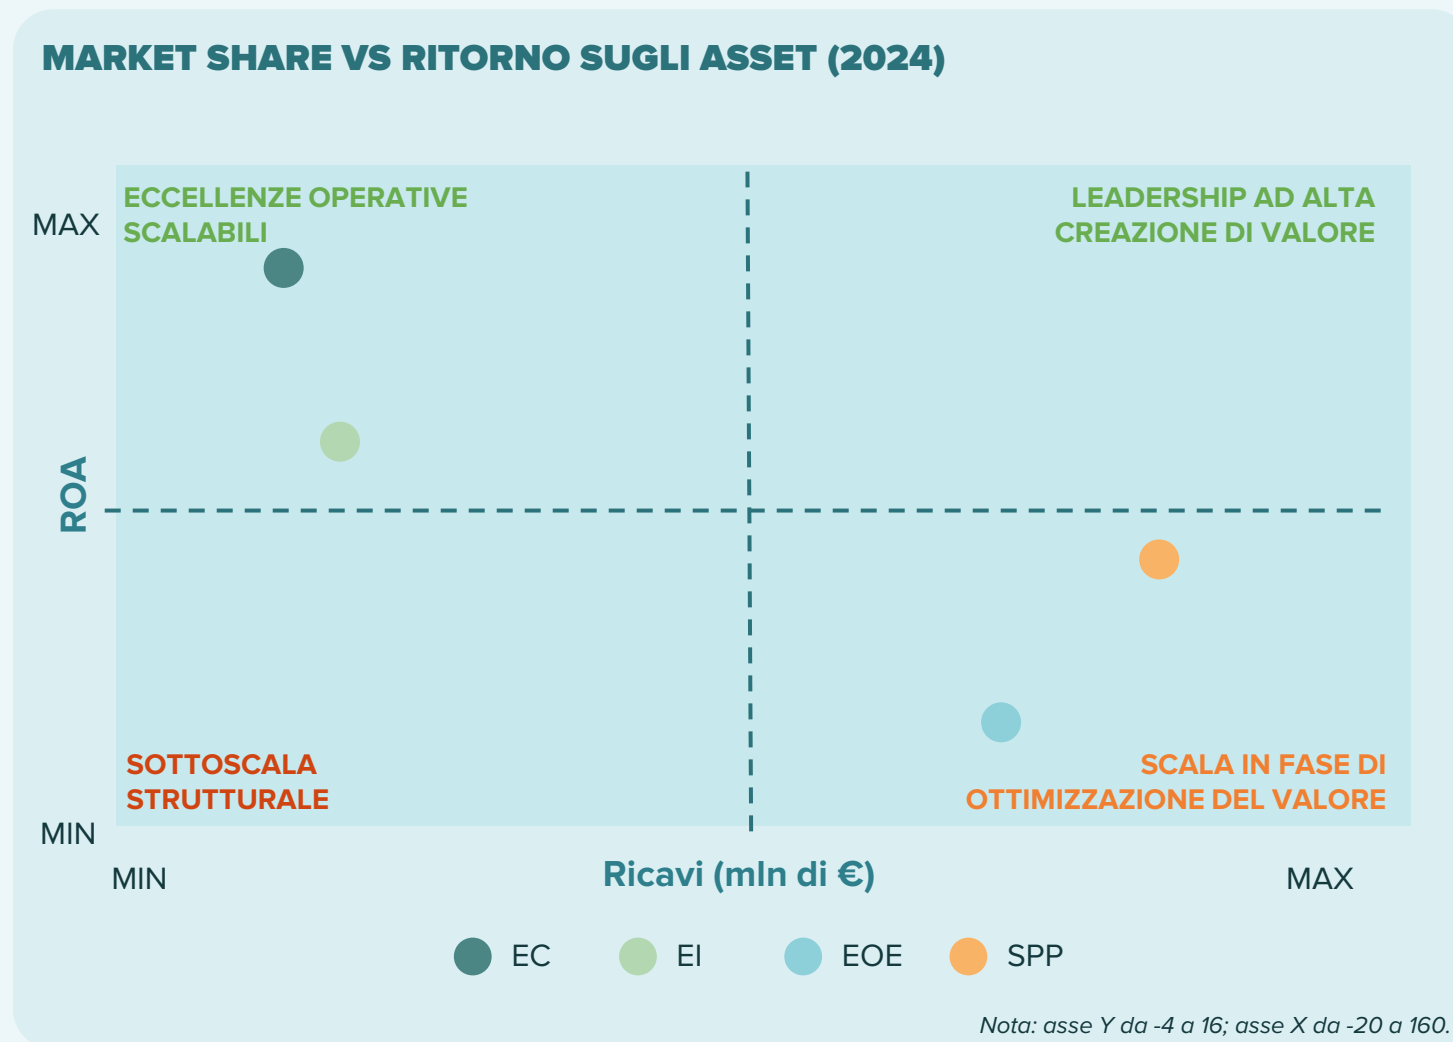 MARKET SHARE VS RITORNO SUGLI ASSET (2024)
ECCELLENZE OPERATIVE
SCALABILI
LEADERSHIP AD ALTA
CREAZIONE DI VALORE
MAX
ROA
SOTTOSCALA
STRUTTURALE
SCALA IN FASE DI
OTTIMIZZAZIONE DEL VALORE
MIN
MIN
Ricavi (mln di €)
MAX
EC
EI
EOE
SPP
Nota: asse Y da -4 a 16; asse X da -20 a 160.